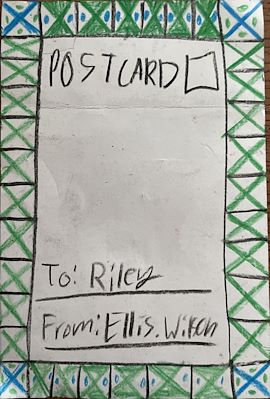 POSTCARD
To: Riley
From: Ellis. Wilson